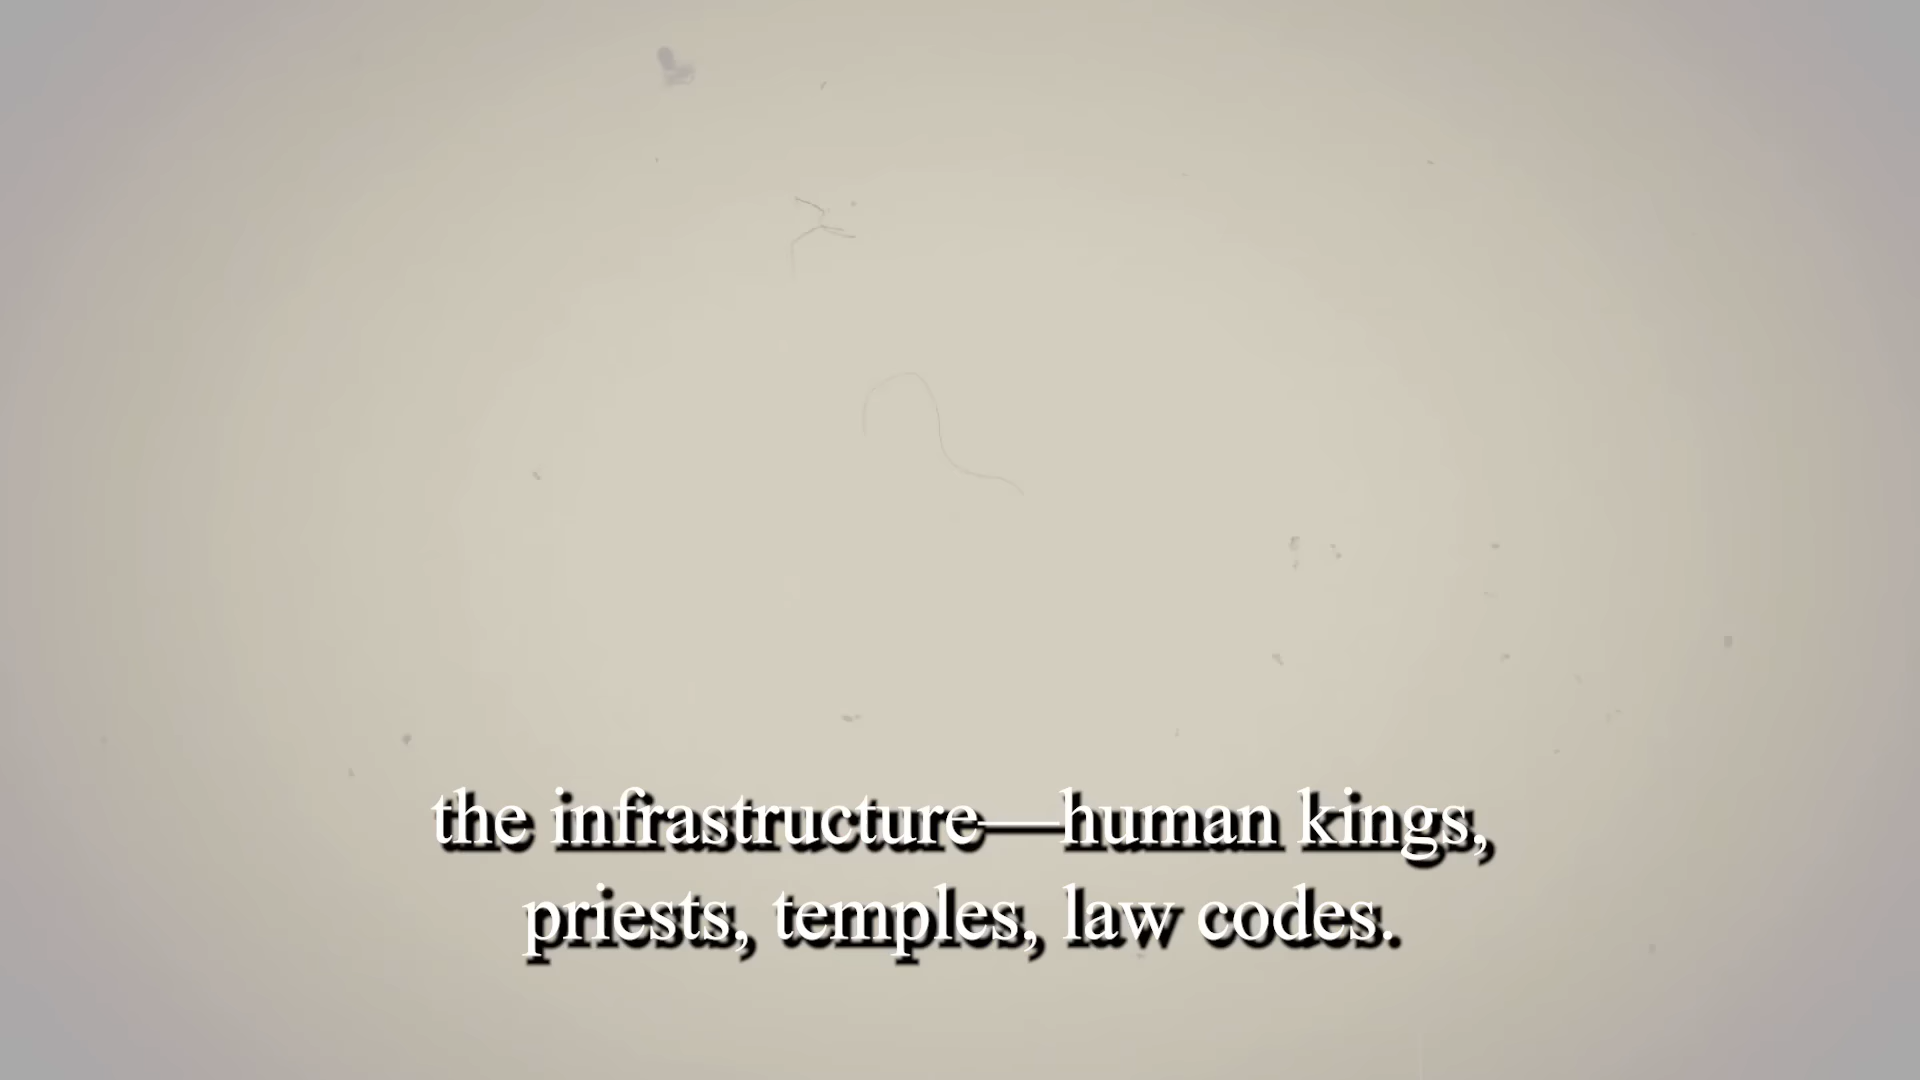 the infrastructure—human kings,
priests, temples, law codes.